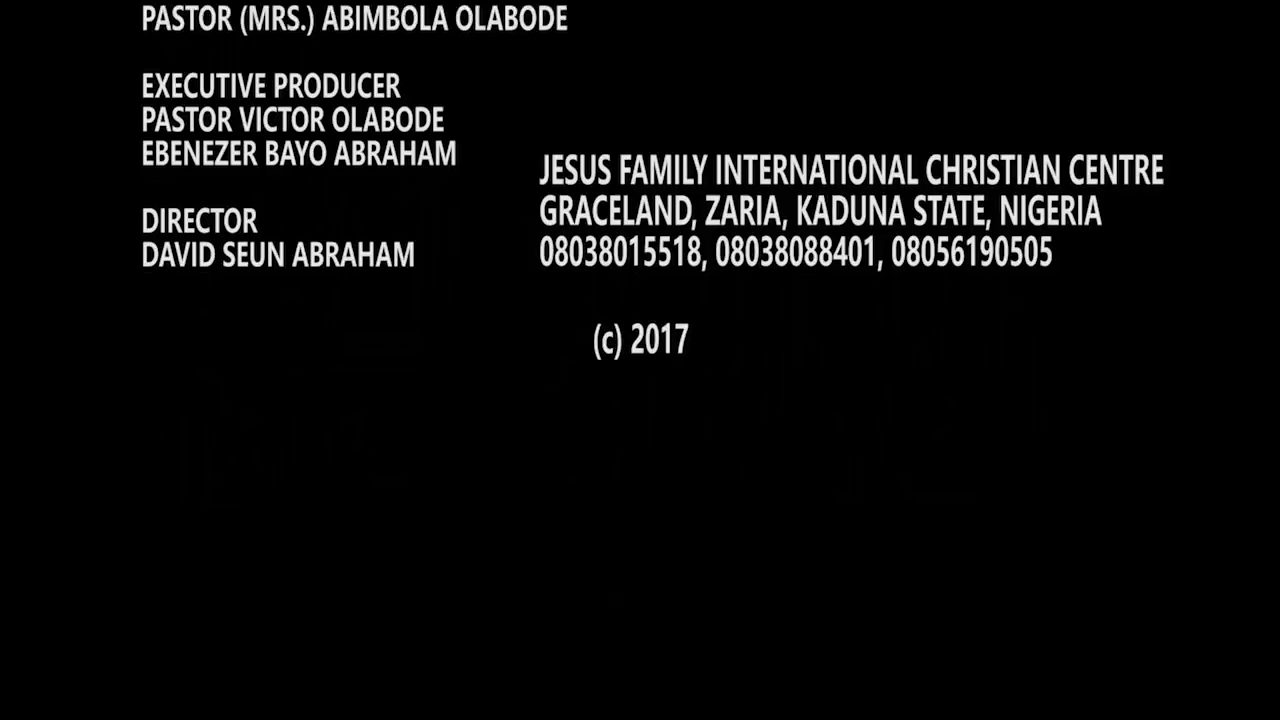 PASTOR (MRS.) ABIMBOLA OLABODE
EXECUTIVE PRODUCER
PASTOR VICTOR OLABODE
EBENEZER BAYO ABRAHAM
DIRECTOR
DAVID SEUN ABRAHAM
JESUS FAMILY INTERNATIONAL CHRISTIAN CENTRE
GRACELAND, ZARIA, KADUNA STATE, NIGERIA
08038015518, 08038088401, 08056190505
(c) 2017